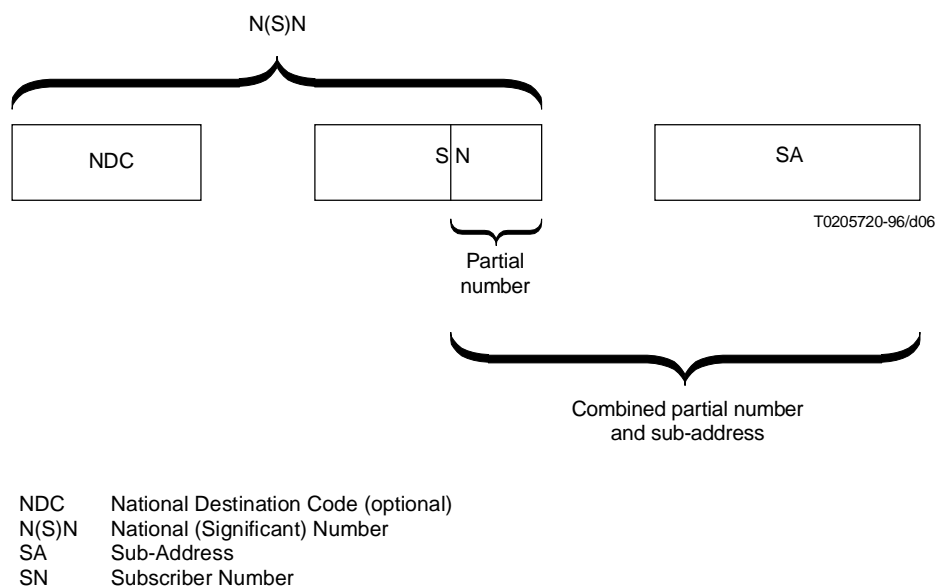 N(S)N
NDC
SN
SA
T0205720-96/d06
Partial
number
Combined partial number
and sub-address
NDC National Destination Code (optional)
N(S)N National (Significant) Number
SA Sub-Address
SN Subscriber Number